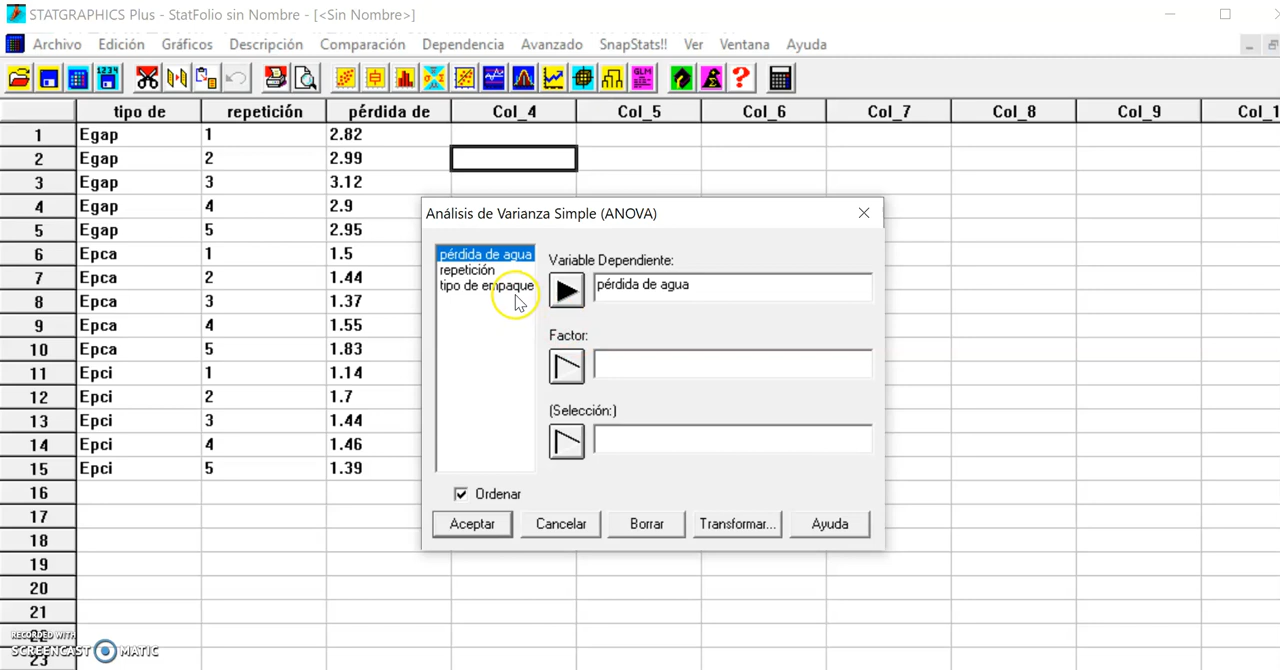 STATGRAPHICS Plus - StatFolio sin Nombre - [<Sin Nombre>]
Archivo Edición Gráficos Descripción Comparación Dependencia Avanzado SnapStats!! Ver Ventana Ayuda
1234 GLM ?
tipo de repetición pérdida de Col_4 Col_5 Col_6 Col_7 Col_8 Col_9 Col_1
1 Egap 1 2.82
2 Egap 2 2.99
3 Egap 3 3.12
4 Egap 4 2.9
5 Egap 5 2.95
6 Epca 1 1.5
7 Epca 2 1.44
8 Epca 3 1.37
9 Epca 4 1.55
10 Epca 5 1.83
11 Epci 1 1.14
12 Epci 2 1.7
13 Epci 3 1.44
14 Epci 4 1.46
15 Epci 5 1.39
16
17
18
19
20
21
22
23
Análisis de Varianza Simple (ANOVA)
pérdida de agua
repetición
tipo de empaque
Variable Dependiente:
pérdida de agua
Factor:
(Selección:)
Ordenar
Aceptar Cancelar Borrar Transformar... Ayuda
RECORDED WITH
SCREENCAST MATIC